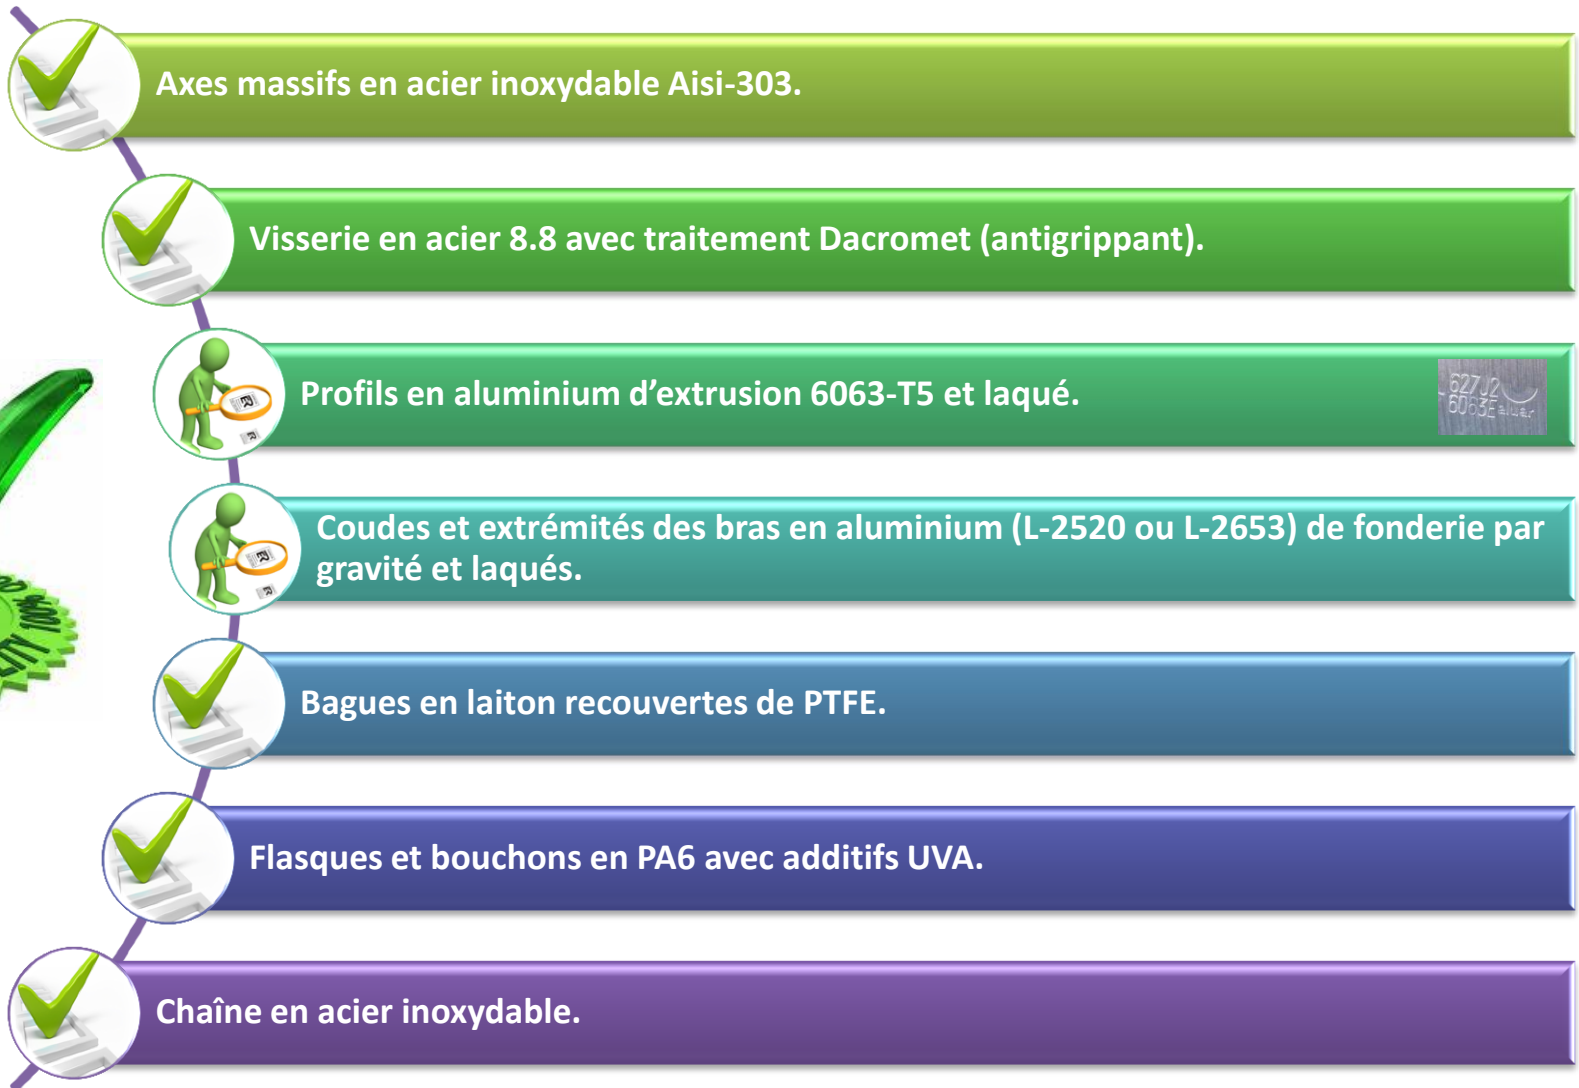 Axes massifs en acier inoxydable Aisi-303.
Visserie en acier 8.8 avec traitement Dacromet (antigrippant).
Profils en aluminium d'extrusion 6063-T5 et laqué.
627J2
6063E aluar
Coudes et extrémités des bras en aluminium (L-2520 ou L-2653) de fonderie par
gravité et laqués.
Bagues en laiton recouvertes de PTFE.
Flasques et bouchons en PA6 avec additifs UVA.
Chaîne en acier inoxydable.